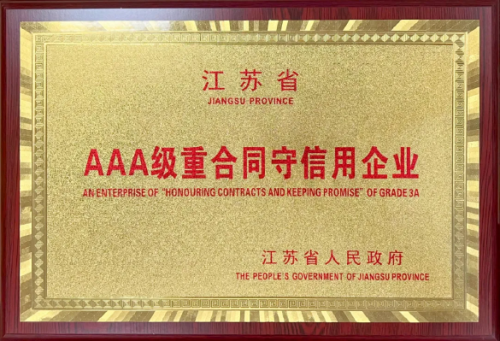 江苏省
JIANGSU PROVINCE
AAA级重合同守信用企业
AN ENTERPRISE OF "HONOURING CONTRACTS AND KEEPING PROMISE" OF GRADE 3A
江苏省人民政府
THE PEOPLE'S GOVERNMENT OF JIANGSU PROVINCE